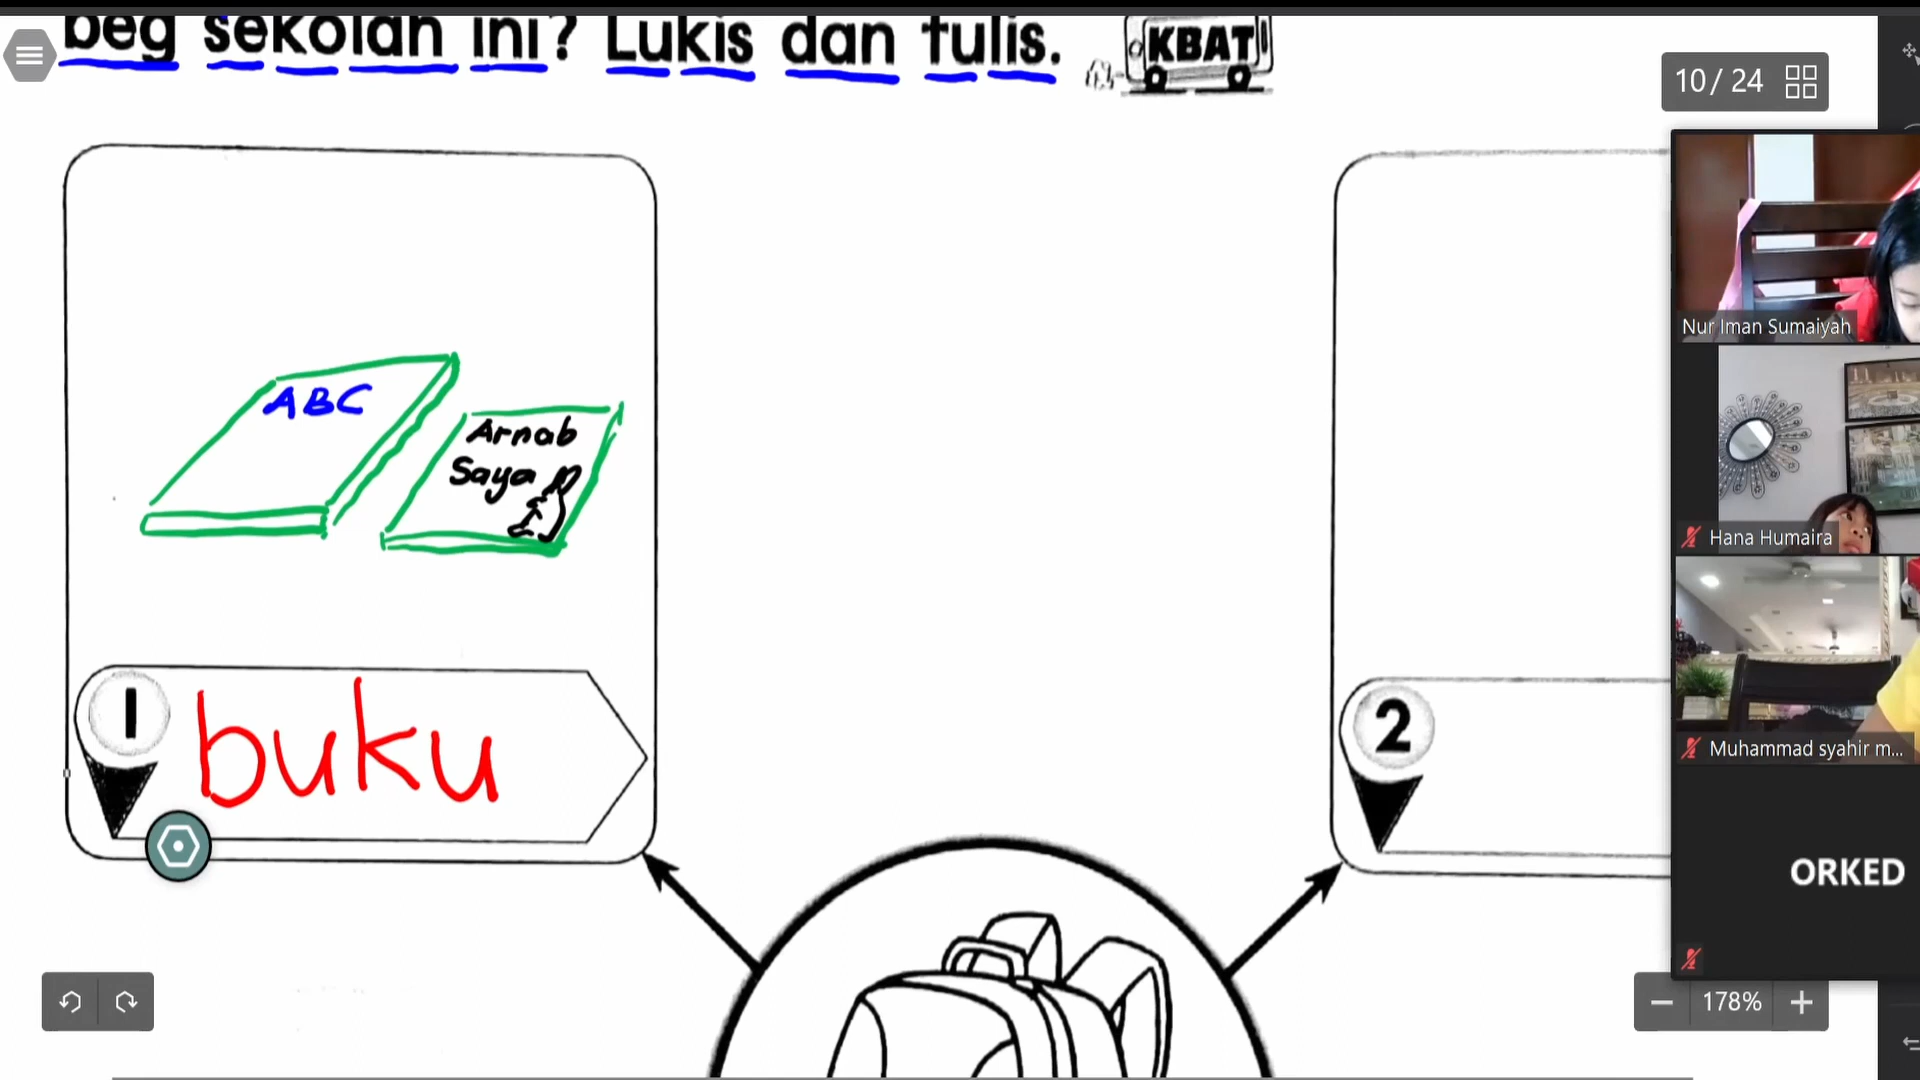 beg sekolah ini? Lukis dan tulis.
KBAT
10 / 24
ABC
Arnab
Saya
1
buku
2
Nur Iman Sumaiyah
Hana Humaira
Muhammad syahir m...
ORKED
178%